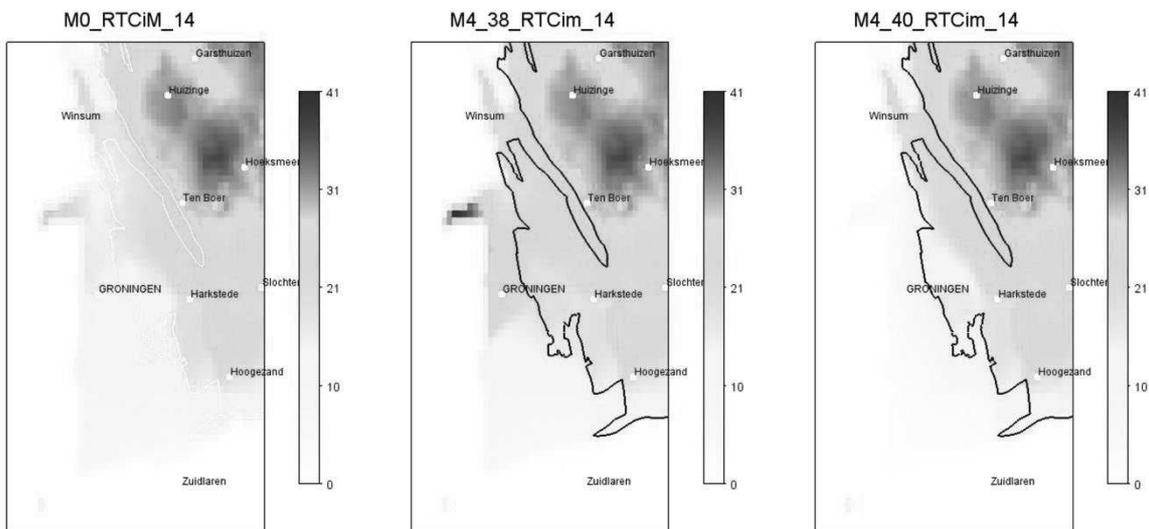 M0_RTCiM_14
Garsthuizen
Huizinge
Winsum
Hoeksmeer
Ten Boer
GRONINGEN
Slochter
Harkstede
Hoogezand
Zuidlaren
41
31
21
10
0
M4_38_RTCim_14
Garsthuizen
Huizinge
Winsum
Hoeksmeer
Ten Boer
GRONINGEN
Slochter
Harkstede
Hoogezand
Zuidlaren
41
31
21
10
0
M4_40_RTCim_14
Garsthuizen
Huizinge
Winsum
Hoeksmeer
Ten Boer
GRONINGEN
Slochter
Harkstede
Hoogezand
Zuidlaren
41
31
21
10
0